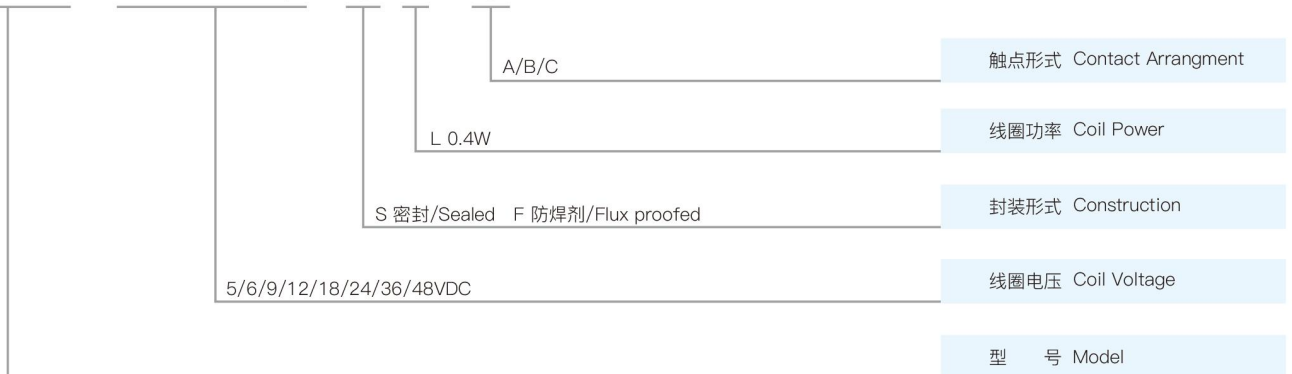 A/B/C
触点形式 Contact Arrangment
L 0.4W
线圈功率 Coil Power
S 密封/Sealed F 防焊剂/Flux proofed
封装形式 Construction
5/6/9/12/18/24/36/48VDC
线圈电压 Coil Voltage
型 号 Model